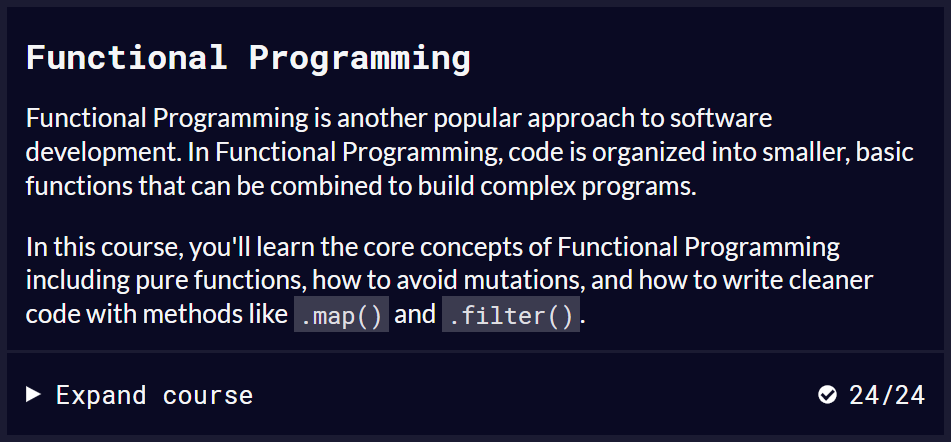 Functional Programming
Functional Programming is another popular approach to software
development. In Functional Programming, code is organized into smaller, basic
functions that can be combined to build complex programs.
In this course, you'll learn the core concepts of Functional Programming
including pure functions, how to avoid mutations, and how to write cleaner
code with methods like .map() and .filter().
Expand course 24/24